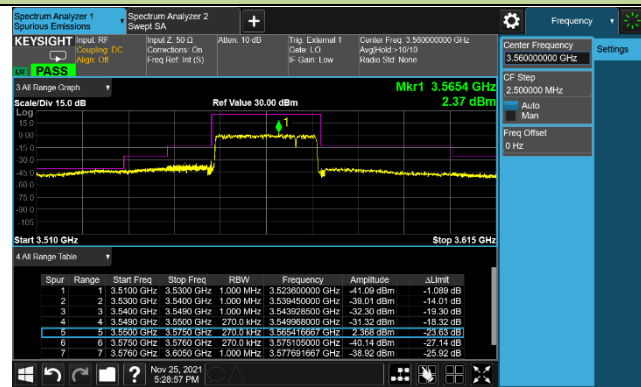 Spectrum Analyzer 1
Spurious Emissions
Spectrum Analyzer 2
Swept SA
Frequency
KEYSIGHT
Input: RF
Coupling: DC
Align: Off
Input Z: 50 Ω
Corrections: On
Freq Ref: Int (S)
Atten: 10 dB
Trig: External 1
Gate: LO
IF Gain: Low
Center Freq: 3.560000000 GHz
Avg|Hold:>10/10
Radio Std: None
LW PASS
Center Frequency
3.560000000 GHz
Settings
CF Step
2.500000 MHz
Auto
Man
Freq Offset
0 Hz
3 All Range Graph
Mkr1 3.5654 GHz
Scale/Div 15.0 dB
Ref Value 30.00 dBm
2.37 dBm
Log
15.0
0.00
-15.0
-30.0
-45.0
-60.0
-75.0
-90.0
-105
1
Start 3.510 GHz
Stop 3.615 GHz
4 All Range Table
Spur Range Start Freq Stop Freq RBW Frequency Amplitude ΔLimit
1 1 3.5100 GHz 3.5300 GHz 1.000 MHz 3.523600000 GHz -41.09 dBm -1.089 dB
2 2 3.5300 GHz 3.5400 GHz 1.000 MHz 3.539450000 GHz -39.01 dBm -14.01 dB
3 3 3.5400 GHz 3.5490 GHz 1.000 MHz 3.543928500 GHz -32.30 dBm -19.30 dB
4 4 3.5490 GHz 3.5500 GHz 270.0 kHz 3.549968000 GHz -31.32 dBm -18.32 dB
5 5 3.5500 GHz 3.5750 GHz 270.0 kHz 3.565416667 GHz 2.368 dBm -23.63 dB
6 6 3.5750 GHz 3.5760 GHz 270.0 kHz 3.575105000 GHz -40.14 dBm -27.14 dB
7 7 3.5760 GHz 3.6050 GHz 1.000 MHz 3.577691667 GHz -38.92 dBm -25.92 dB
Nov 25, 2021
5:28:57 PM